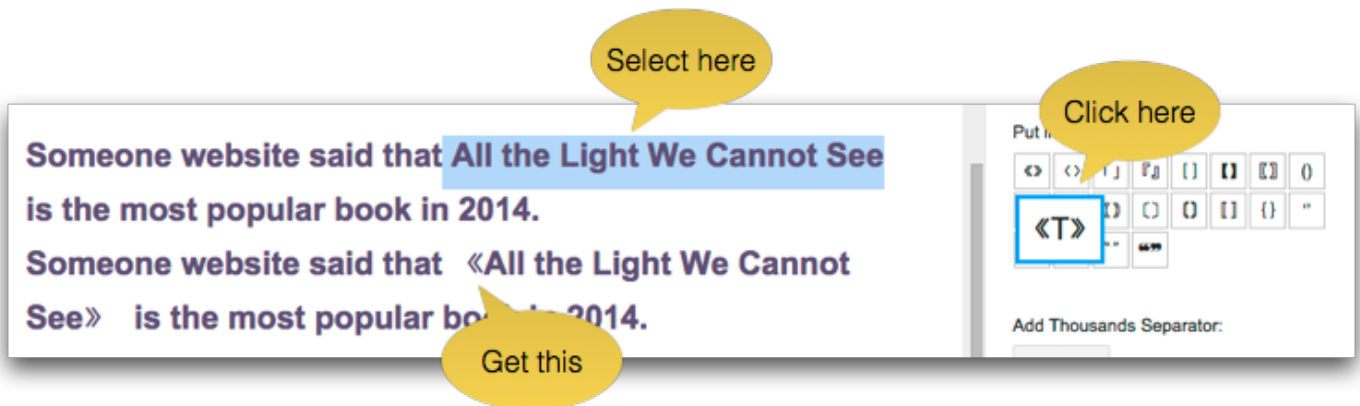 Select here
Click here
Someone website said that All the Light We Cannot See
is the most popular book in 2014.
Someone website said that 《All the Light We Cannot
See》 is the most popular in 2014.
Get this
Put
«» <> 「」 『』 [] 【】 〖〗 ()
《T》 () () [] {} ‘’
“” ❝❞
Add Thousands Separator: